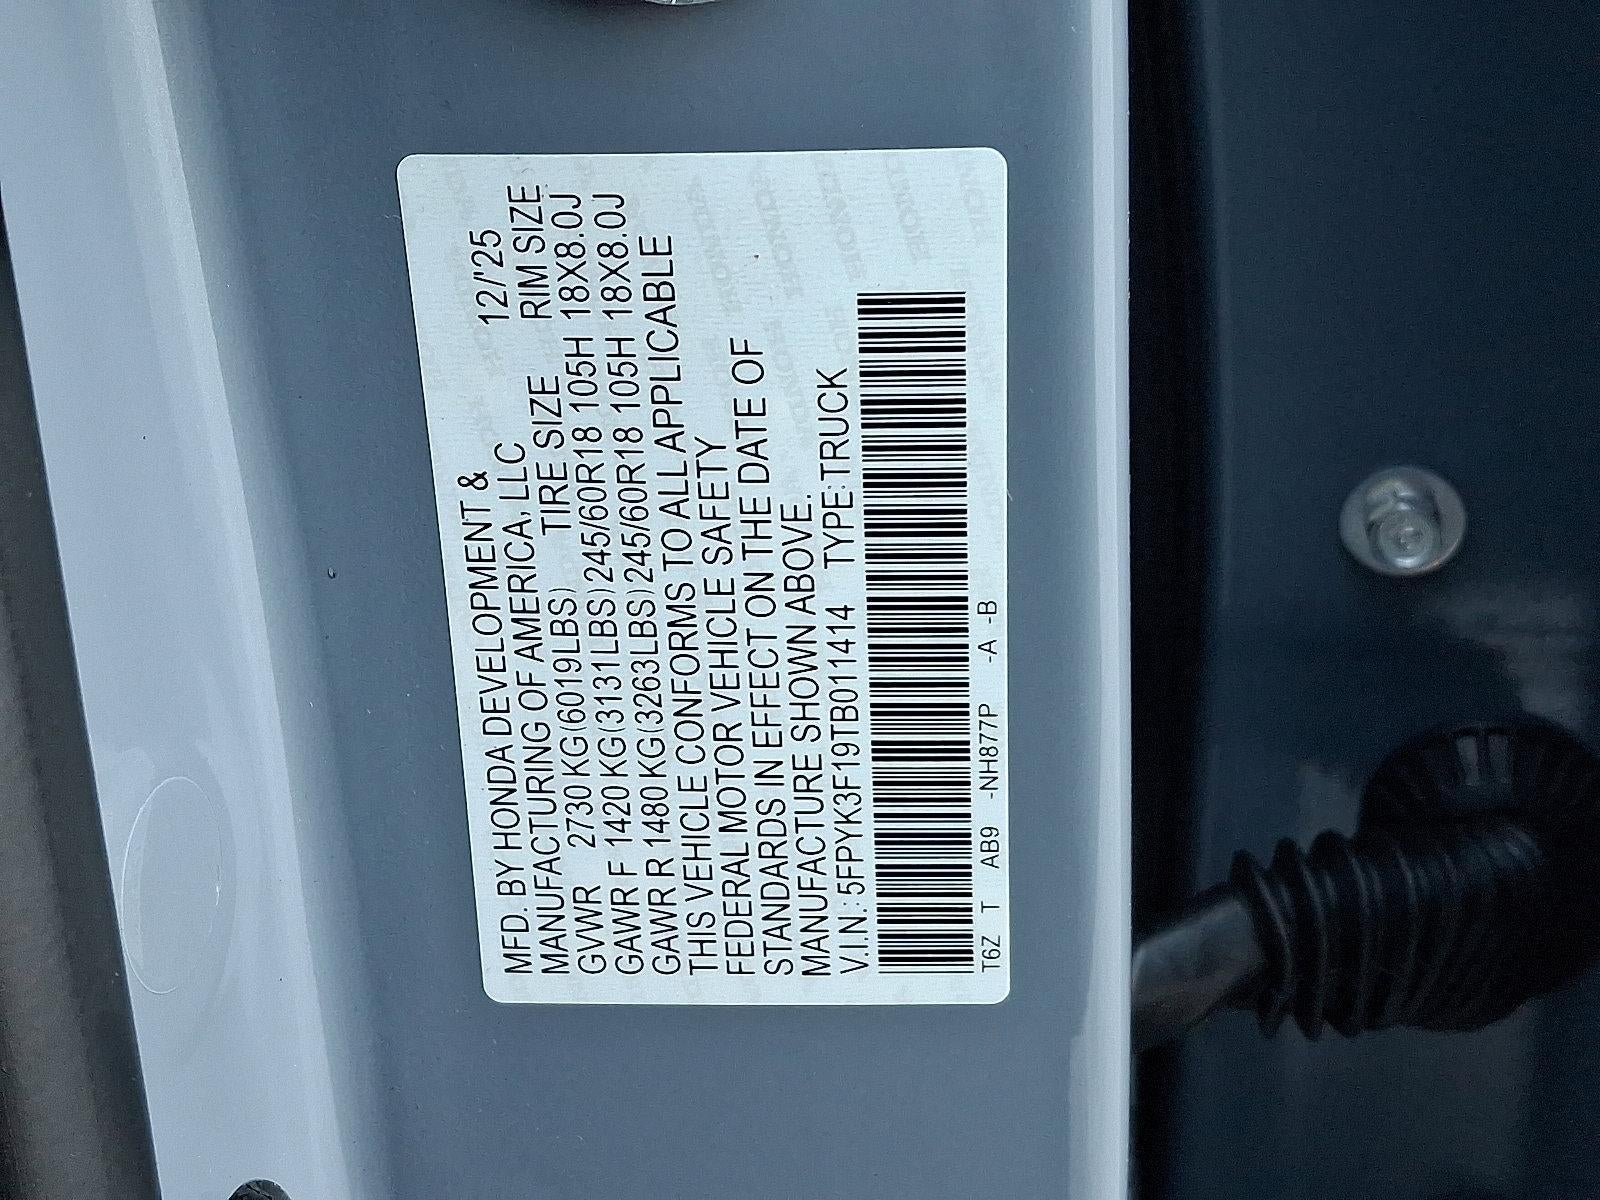 MFD. BY HONDA DEVELOPMENT &
MANUFACTURING OF AMERICA, LLC 12/'25
GVWR 2730 KG(6019LBS) TIRE SIZE RIM SIZE
GAWR F 1420 KG(3131LBS) 245/60R18 105H 18X8.0J
GAWR R 1480 KG(3263LBS) 245/60R18 105H 18X8.0J
THIS VEHICLE CONFORMS TO ALL APPLICABLE
FEDERAL MOTOR VEHICLE SAFETY
STANDARDS IN EFFECT ON THE DATE OF
MANUFACTURE SHOWN ABOVE.
V.I.N.: 5FPYK3F19TB011414 TYPE: TRUCK
T6Z T AB9 -NH877P -A -B